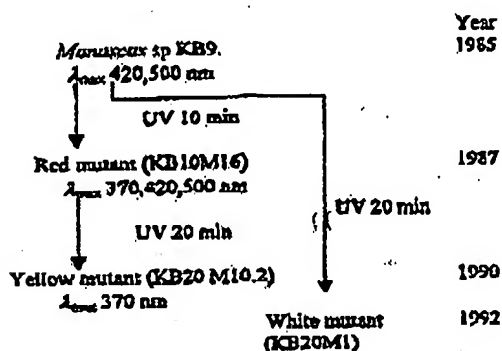 Year
Monascus sp KB9. 1985
λmax 420,500 nm
UV 10 min
Red mutant (KB10M16) 1987
λmax 370,420,500 nm
UV 20 min
UV 20 min
Yellow mutant (KB20 M10.2) 1990
λmax 370 nm
White mutant 1992
(KB20M1)